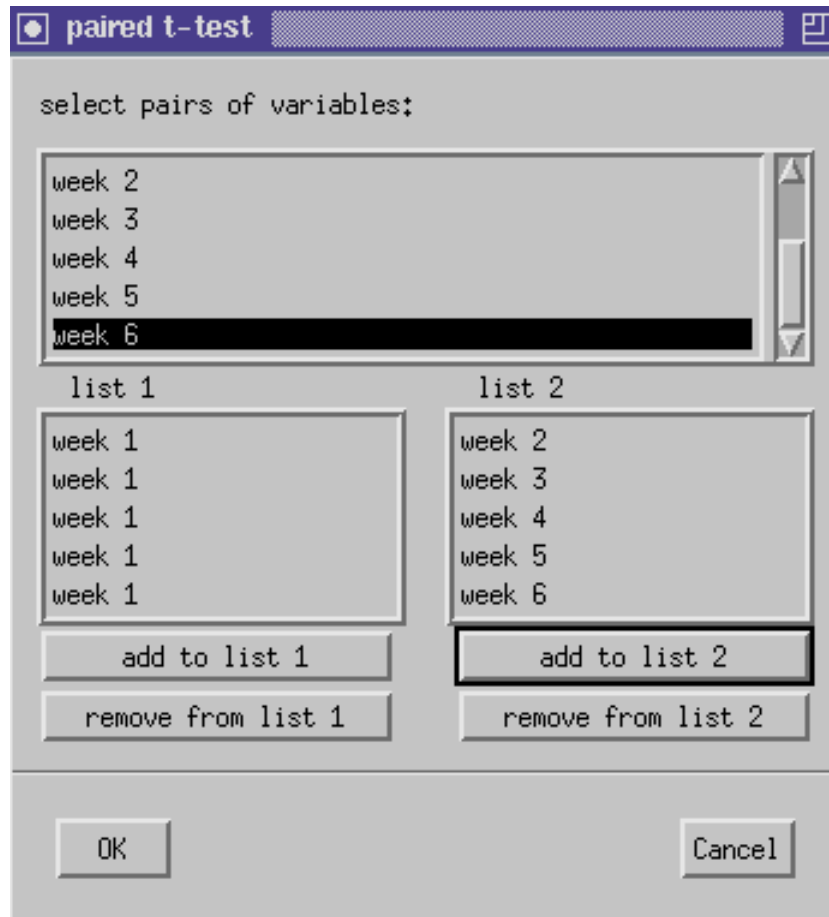 paired t-test
select pairs of variables:
week 2
week 3
week 4
week 5
week 6
list 1
week 1
week 1
week 1
week 1
week 1
add to list 1
remove from list 1
list 2
week 2
week 3
week 4
week 5
week 6
add to list 2
remove from list 2
OK
Cancel